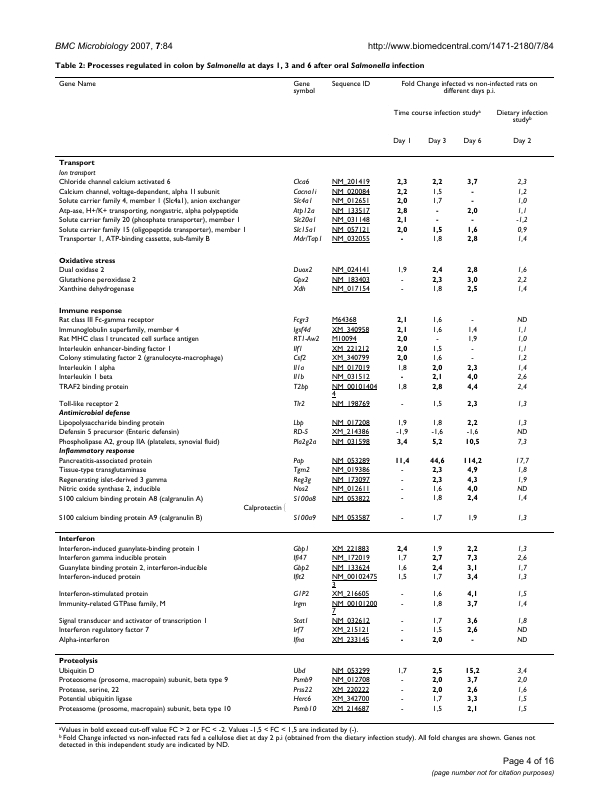 BMC Microbiology 2007, 7:84 http://www.biomedcentral.com/1471-2180/7/84
Table 2: Processes regulated in colon by Salmonella at days 1, 3 and 6 after oral Salmonella infection
Gene Name Gene symbol Sequence ID Fold Change infected vs non-infected rats on different days p.i.
Time course infection studyᵃ Dietary infection studyᵇ
Day 1 Day 3 Day 6 Day 2
Transport
Ion transport
Chloride channel calcium activated 6 Clca6 NM_201419 2,3 2,2 3,7 2,3
Calcium channel, voltage-dependent, alpha 1I subunit Cacna1i NM_020084 2,2 1,5 - 1,2
Solute carrier family 4, member 1 (Slc4a1), anion exchanger Slc4a1 NM_012651 2,0 1,7 - 1,0
Atp-ase, H+/K+ transporting, nongastric, alpha polypeptide Atp12a NM_133517 2,8 - 2,0 1,1
Solute carrier family 20 (phosphate transporter), member 1 Slc20a1 NM_031148 2,1 - - -1,2
Solute carrier family 15 (oligopeptide transporter), member 1 Slc15a1 NM_057121 2,0 1,5 1,6 0,9
Transporter 1, ATP-binding cassette, sub-family B Mdr/Tap1 NM_032055 - 1,8 2,8 1,4
Oxidative stress
Dual oxidase 2 Duox2 NM_024141 1,9 2,4 2,8 1,6
Glutathione peroxidase 2 Gpx2 NM_183403 - 2,3 3,0 2,2
Xanthine dehydrogenase Xdh NM_017154 - 1,8 2,5 1,4
Immune response
Rat class III Fc-gamma receptor Fcgr3 M64368 2,1 1,6 - ND
Immunoglobulin superfamily, member 4 Igsf4d XM_340958 2,1 1,6 1,4 1,1
Rat MHC class I truncated cell surface antigen RT1-Aw2 M10094 2,0 - 1,9 1,0
Interleukin enhancer-binding factor 1 Ilf1 XM_221212 2,0 1,5 - 1,1
Colony stimulating factor 2 (granulocyte-macrophage) Csf2 XM_340799 2,0 1,6 - 1,2
Interleukin 1 alpha Il1a NM_017019 1,8 2,0 2,3 1,4
Interleukin 1 beta Il1b NM_031512 - 2,1 4,0 2,6
TRAF2 binding protein T2bp NM_001014044 1,8 2,8 4,4 2,4
Toll-like receptor 2 Tlr2 NM_198769 - 1,5 2,3 1,3
Antimicrobial defense
Lipopolysaccharide binding protein Lbp NM_017208 1,9 1,8 2,2 1,3
Defensin 5 precursor (Enteric defensin) RD-5 XM_214386 -1,9 -1,6 -1,6 ND
Phospholipase A2, group IIA (platelets, synovial fluid) Pla2g2a NM_031598 3,4 5,2 10,5 7,3
Inflammatory response
Pancreatitis-associated protein Pap NM_053289 11,4 44,6 114,2 17,7
Tissue-type transglutaminase Tgm2 NM_019386 - 2,3 4,9 1,8
Regenerating islet-derived 3 gamma Reg3g NM_173097 - 2,3 4,3 1,9
Nitric oxide synthase 2, inducible Nos2 NM_012611 - 1,6 4,0 ND
S100 calcium binding protein A8 (calgranulin A) S100a8 NM_053822 - 1,8 2,4 1,4
Calprotectin
S100 calcium binding protein A9 (calgranulin B) S100a9 NM_053587 - 1,7 1,9 1,3
Interferon
Interferon-induced guanylate-binding protein 1 Gbp1 XM_221883 2,4 1,9 2,2 1,3
Interferon gamma inducible protein Ifi47 NM_172019 1,7 2,7 7,3 2,6
Guanylate binding protein 2, interferon-inducible Gbp2 NM_133624 1,6 2,4 3,1 1,7
Interferon-induced protein Ifit2 NM_001024753 1,5 1,7 3,4 1,3
Interferon-stimulated protein G1P2 XM_216605 - 1,6 4,1 1,5
Immunity-related GTPase family, M Irgm NM_001012007 - 1,8 3,7 1,4
Signal transducer and activator of transcription 1 Stat1 NM_032612 - 1,7 3,6 1,8
Interferon regulatory factor 7 Irf7 XM_215121 - 1,5 2,6 ND
Alpha-interferon Ifna XM_233145 - 2,0 - ND
Proteolysis
Ubiquitin D Ubd NM_053299 1,7 2,5 15,2 3,4
Proteosome (prosome, macropain) subunit, beta type 9 Psmb9 NM_012708 - 2,0 3,7 2,0
Protease, serine, 22 Prss22 XM_220222 - 2,0 2,6 1,6
Potential ubiquitin ligase Herc6 XM_342700 - 1,7 3,3 1,5
Proteasome (prosome, macropain) subunit, beta type 10 Psmb10 XM_214687 - 1,5 2,1 1,5
ᵃValues in bold exceed cut-off value FC > 2 or FC < -2. Values -1,5 < FC < 1,5 are indicated by (-).
ᵇ Fold Change infected vs non-infected rats fed a cellulose diet at day 2 p.i (obtained from the dietary infection study). All fold changes are shown. Genes not
detected in this independent study are indicated by ND.
Page 4 of 16
(page number not for citation purposes)